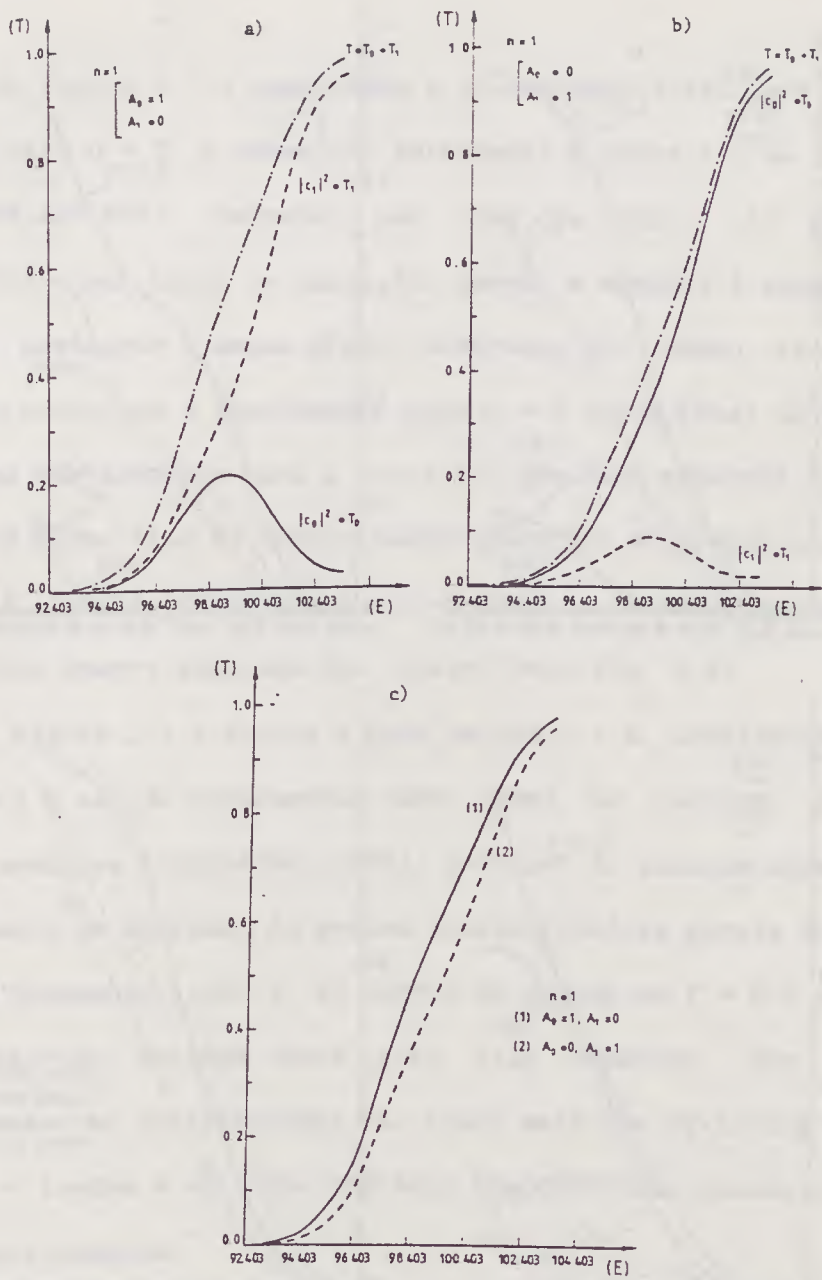 (T)
a)
n = 1
A₀ = 1
A₁ = 0
T = T₀ + T₁
|c₁|² = T₁
|c₀|² = T₀
1.0
0.8
0.6
0.4
0.2
0.0
92.403 94.403 96.403 98.403 100.403 102.403
(E)
(T)
b)
n = 1
A₀ = 0
A₁ = 1
T = T₀ + T₁
|c₀|² = T₀
|c₁|² = T₁
1.0
0.8
0.6
0.4
0.2
0.0
92.403 94.403 96.403 98.403 100.403 102.403
(E)
(T)
c)
1.0
0.8
0.6
0.4
0.2
0.0
(1)
(2)
n = 1
(1) A₀ = 1, A₁ = 0
(2) A₀ = 0, A₁ = 1
92.403 94.403 96.403 98.403 100.403 102.403 104.403
(E)